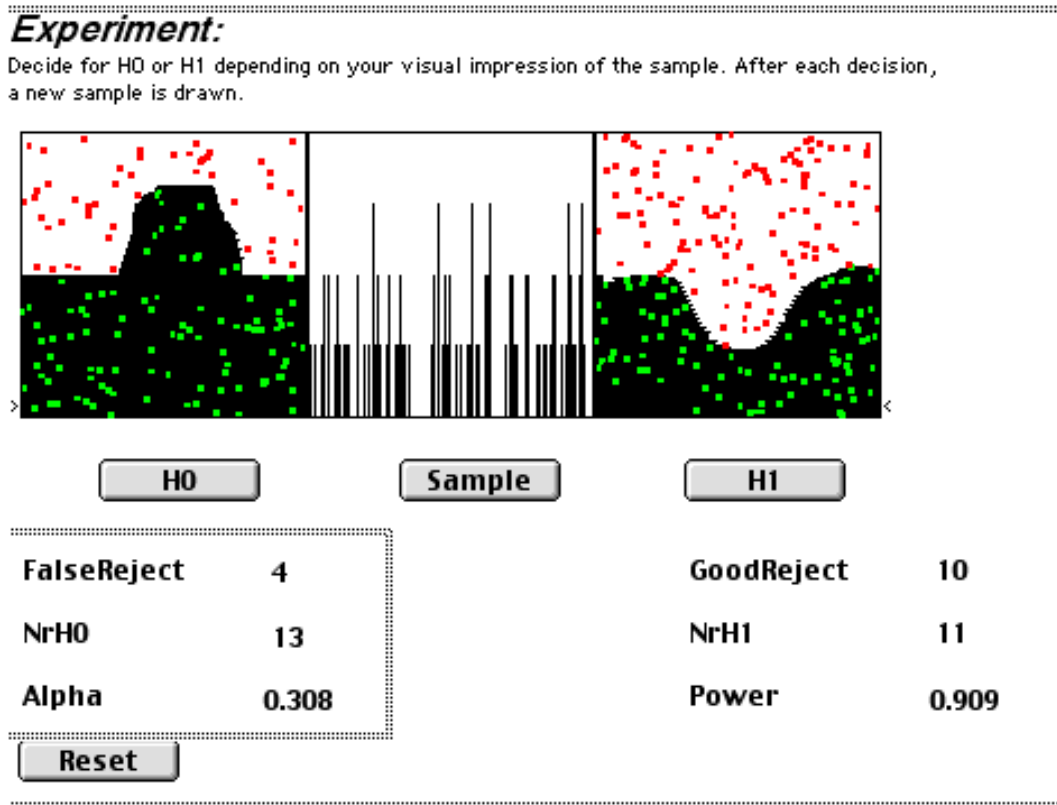 Experiment:
Decide for H0 or H1 depending on your visual impression of the sample. After each decision,
a new sample is drawn.
> <
H0 Sample H1
FalseReject 4 GoodReject 10
NrH0 13 NrH1 11
Alpha 0.308 Power 0.909
Reset